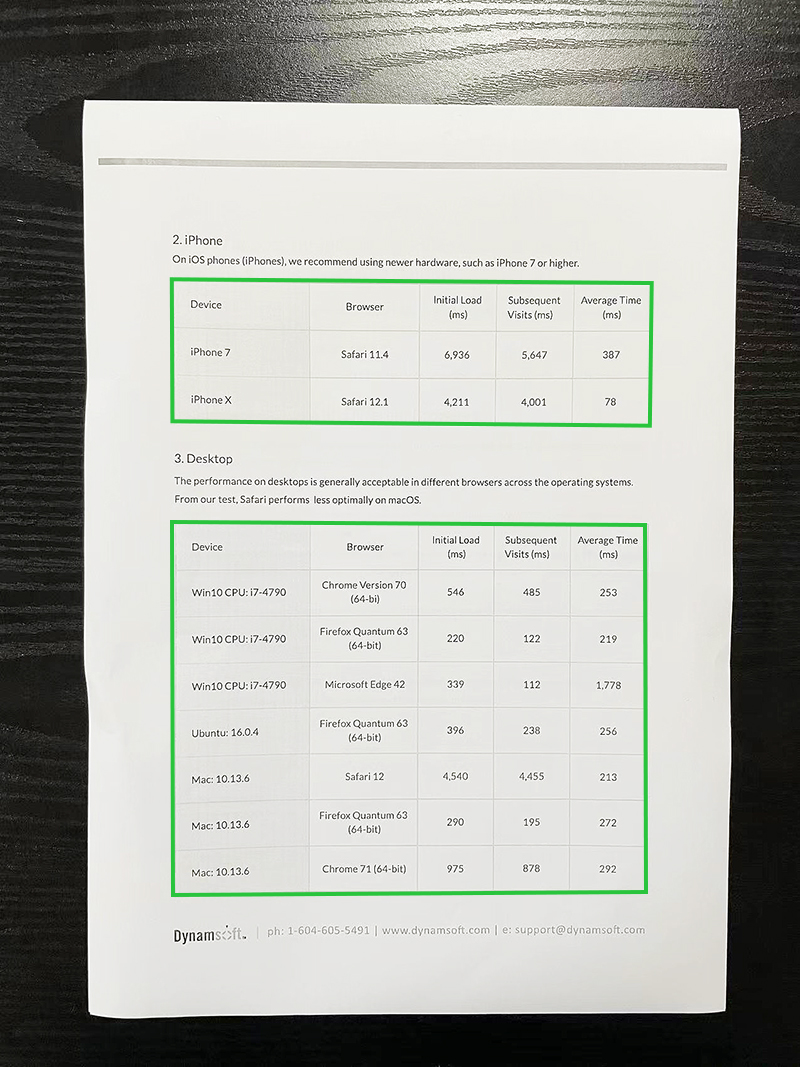 2. iPhone
On iOS phones (iPhones), we recommend using newer hardware, such as iPhone 7 or higher.
Device Browser Initial Load (ms) Subsequent Visits (ms) Average Time (ms)
iPhone 7 Safari 11.4 6,936 5,647 387
iPhone X Safari 12.1 4,211 4,001 78
3. Desktop
The performance on desktops is generally acceptable in different browsers across the operating systems.
From our test, Safari performs less optimally on macOS.
Device Browser Initial Load (ms) Subsequent Visits (ms) Average Time (ms)
Win10 CPU: i7-4790 Chrome Version 70 (64-bi) 546 485 253
Win10 CPU: i7-4790 Firefox Quantum 63 (64-bit) 220 122 219
Win10 CPU: i7-4790 Microsoft Edge 42 339 112 1,778
Ubuntu: 16.0.4 Firefox Quantum 63 (64-bit) 396 238 256
Mac: 10.13.6 Safari 12 4,540 4,455 213
Mac: 10.13.6 Firefox Quantum 63 (64-bit) 290 195 272
Mac: 10.13.6 Chrome 71 (64-bit) 975 878 292
Dynamsoft™ | ph: 1-604-605-5491 | www.dynamsoft.com | e: support@dynamsoft.com